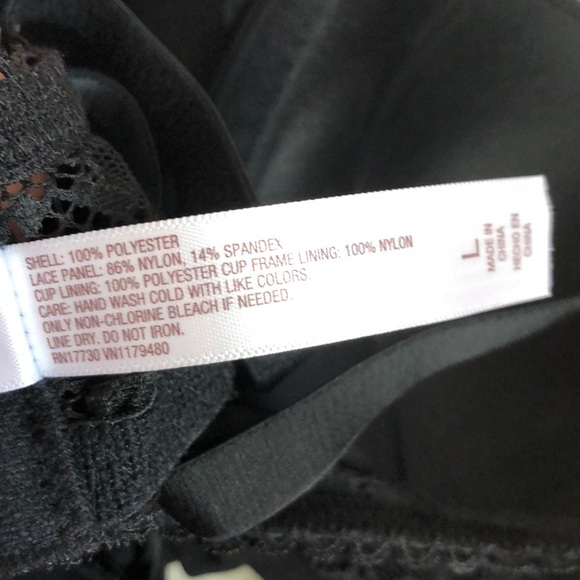 SHELL: 100% POLYESTER
LACE PANEL: 86% NYLON, 14% SPANDEX
CUP LINING: 100% POLYESTER CUP FRAME LINING: 100% NYLON
CARE: HAND WASH COLD WITH LIKE COLORS.
ONLY NON-CHLORINE BLEACH IF NEEDED.
LINE DRY. DO NOT IRON.
RN17730 VN1179480
L
MADE IN
CHINA
HECHO EN
CHINA